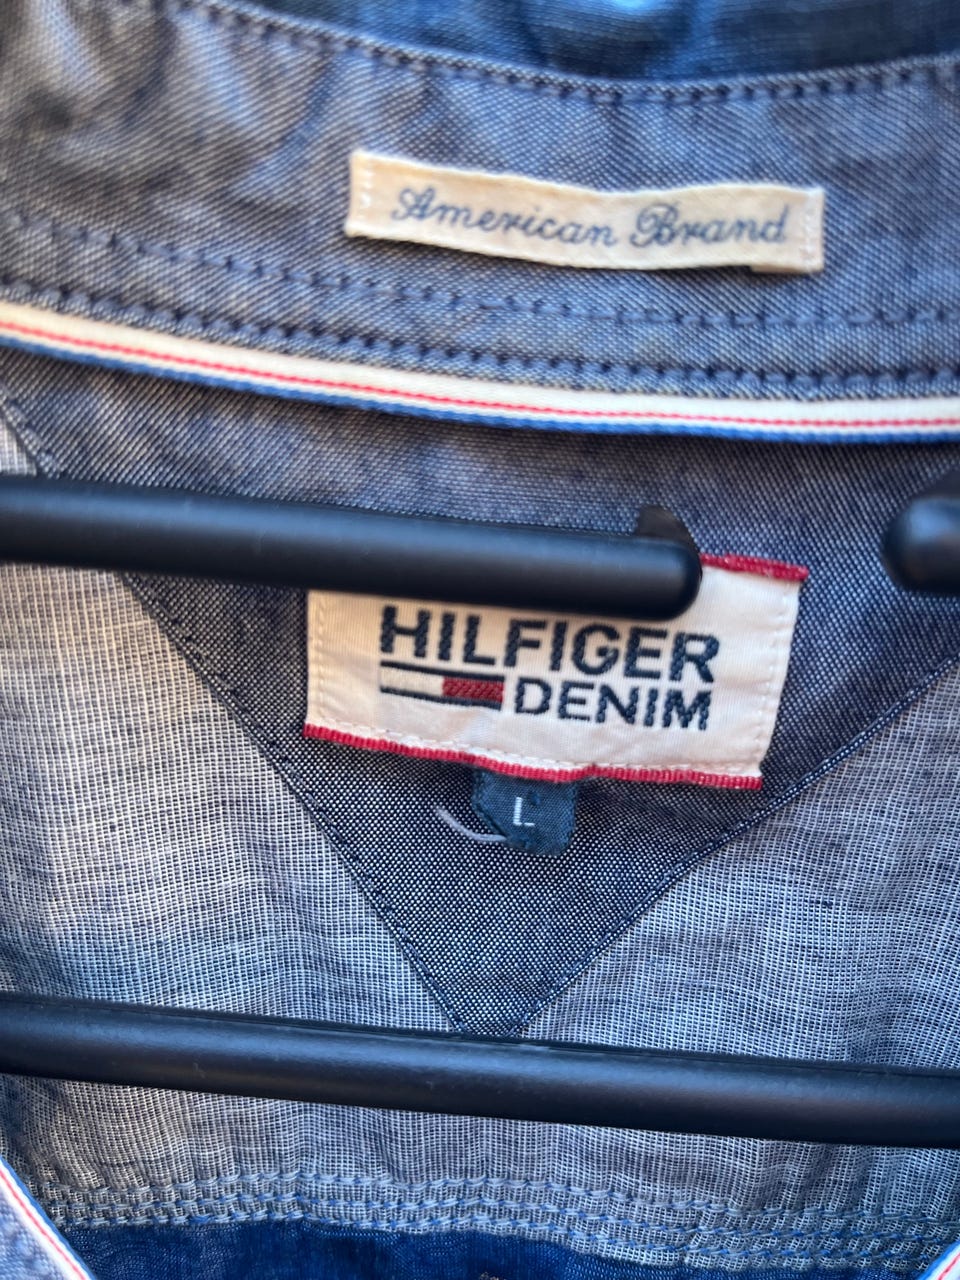 American Brand
HILFIGER
DENIM
L